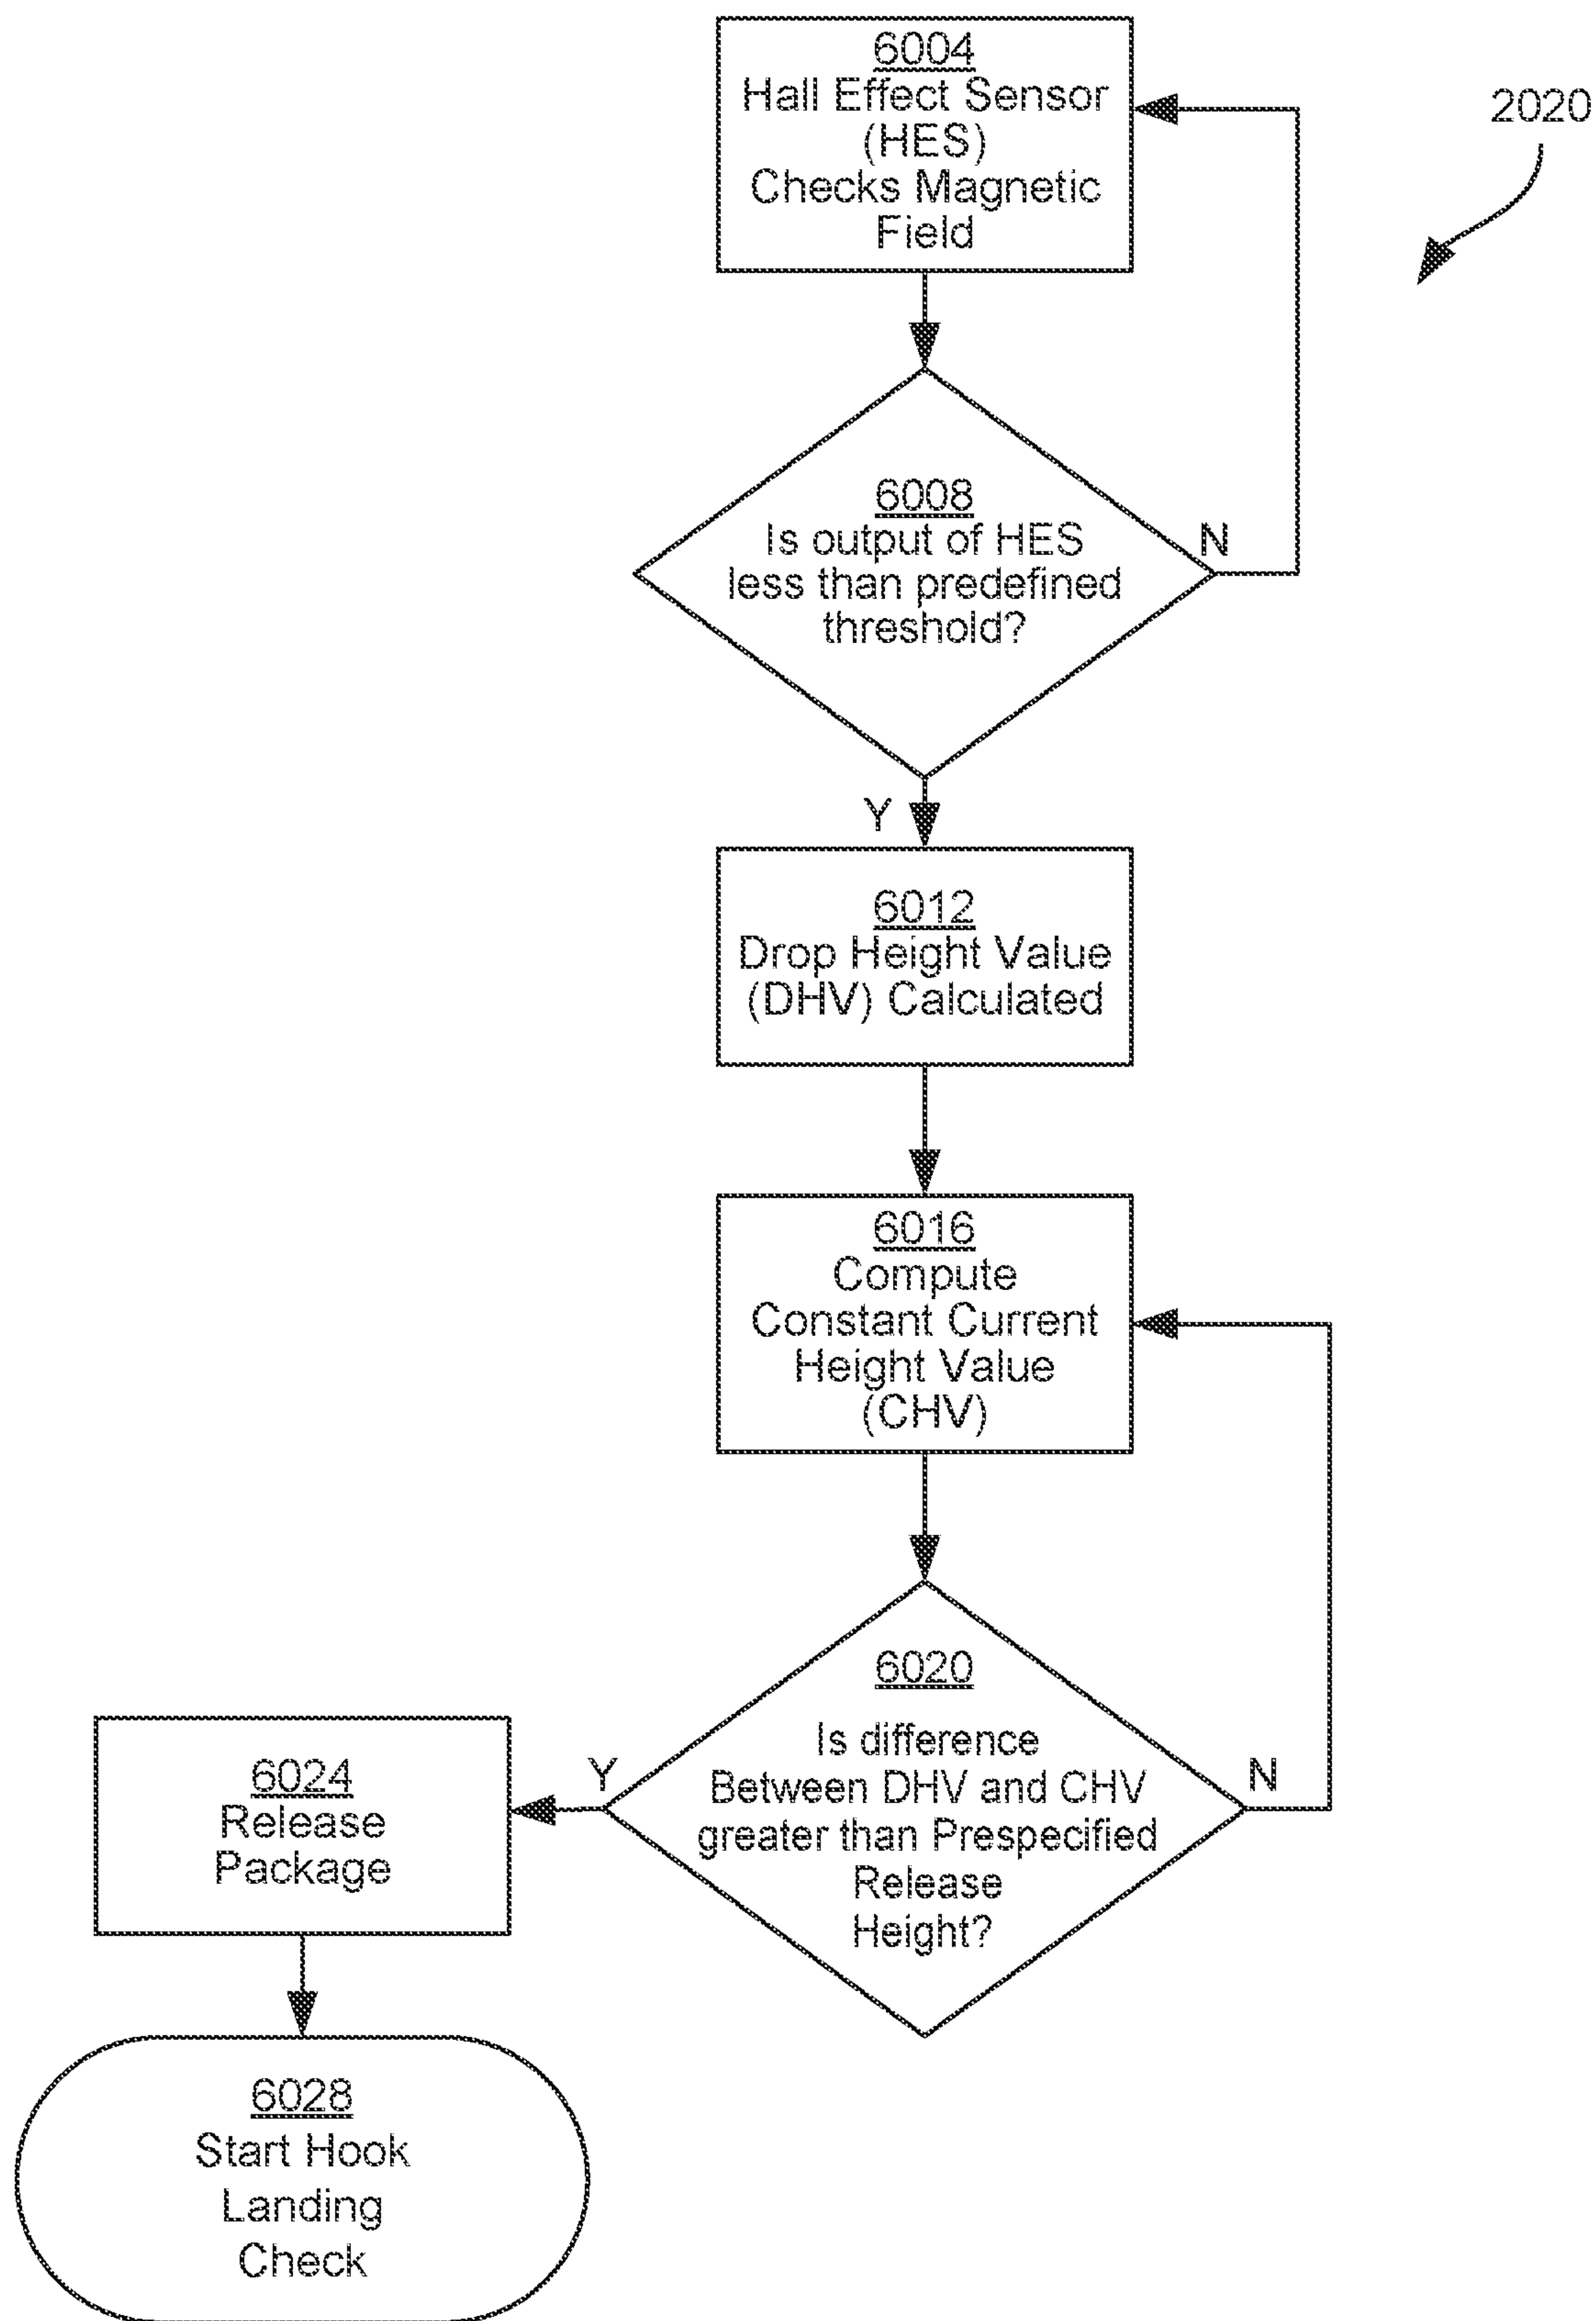 6004
Hall Effect Sensor
(HES)
Checks Magnetic
Field
2020
6008
Is output of HES
less than predefined
threshold?
N
Y
6012
Drop Height Value
(DHV) Calculated
6016
Compute
Constant Current
Height Value
(CHV)
6020
Is difference
Between DHV and CHV
greater than Prespecified
Release
Height?
Y
N
6024
Release
Package
6028
Start Hook
Landing
Check